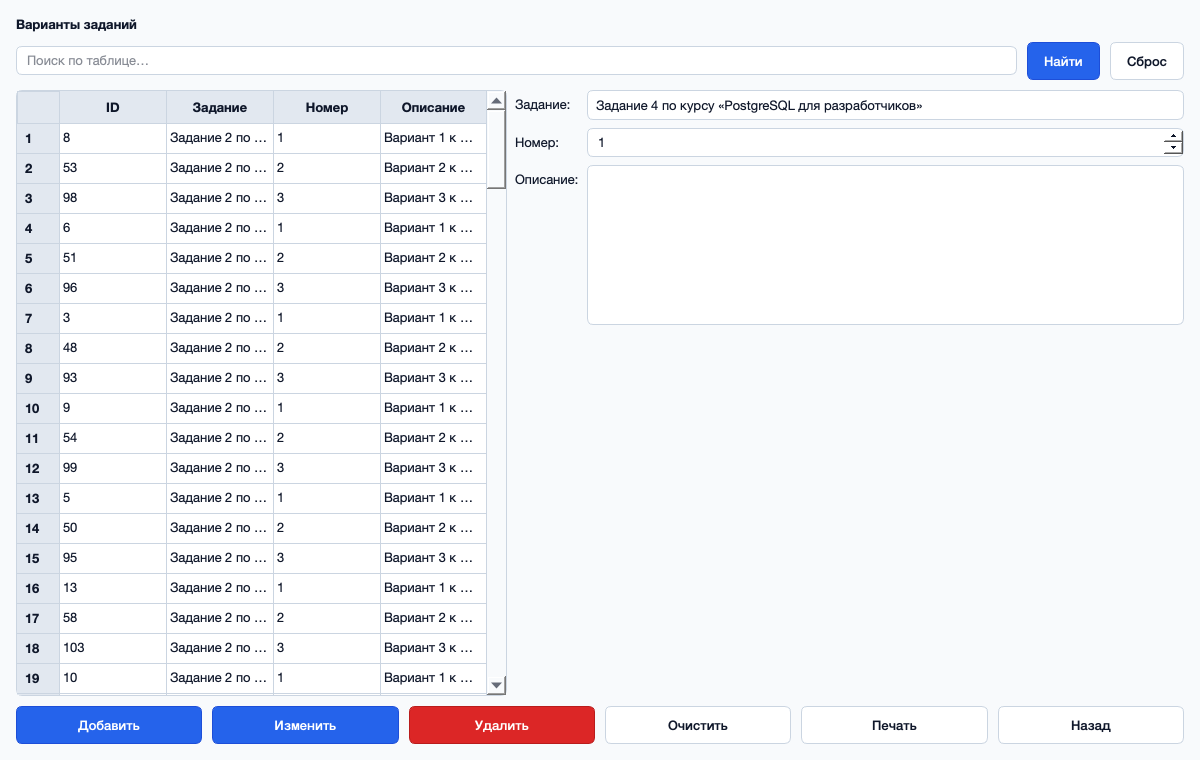 Варианты заданий
Поиск по таблице…
Найти
Сброс
ID Задание Номер Описание
1 8 Задание 2 по … 1 Вариант 1 к …
2 53 Задание 2 по … 2 Вариант 2 к …
3 98 Задание 2 по … 3 Вариант 3 к …
4 6 Задание 2 по … 1 Вариант 1 к …
5 51 Задание 2 по … 2 Вариант 2 к …
6 96 Задание 2 по … 3 Вариант 3 к …
7 3 Задание 2 по … 1 Вариант 1 к …
8 48 Задание 2 по … 2 Вариант 2 к …
9 93 Задание 2 по … 3 Вариант 3 к …
10 9 Задание 2 по … 1 Вариант 1 к …
11 54 Задание 2 по … 2 Вариант 2 к …
12 99 Задание 2 по … 3 Вариант 3 к …
13 5 Задание 2 по … 1 Вариант 1 к …
14 50 Задание 2 по … 2 Вариант 2 к …
15 95 Задание 2 по … 3 Вариант 3 к …
16 13 Задание 2 по … 1 Вариант 1 к …
17 58 Задание 2 по … 2 Вариант 2 к …
18 103 Задание 2 по … 3 Вариант 3 к …
19 10 Задание 2 по … 1 Вариант 1 к …
Задание: Задание 4 по курсу «PostgreSQL для разработчиков»
Номер: 1
Описание:
Добавить
Изменить
Удалить
Очистить
Печать
Назад